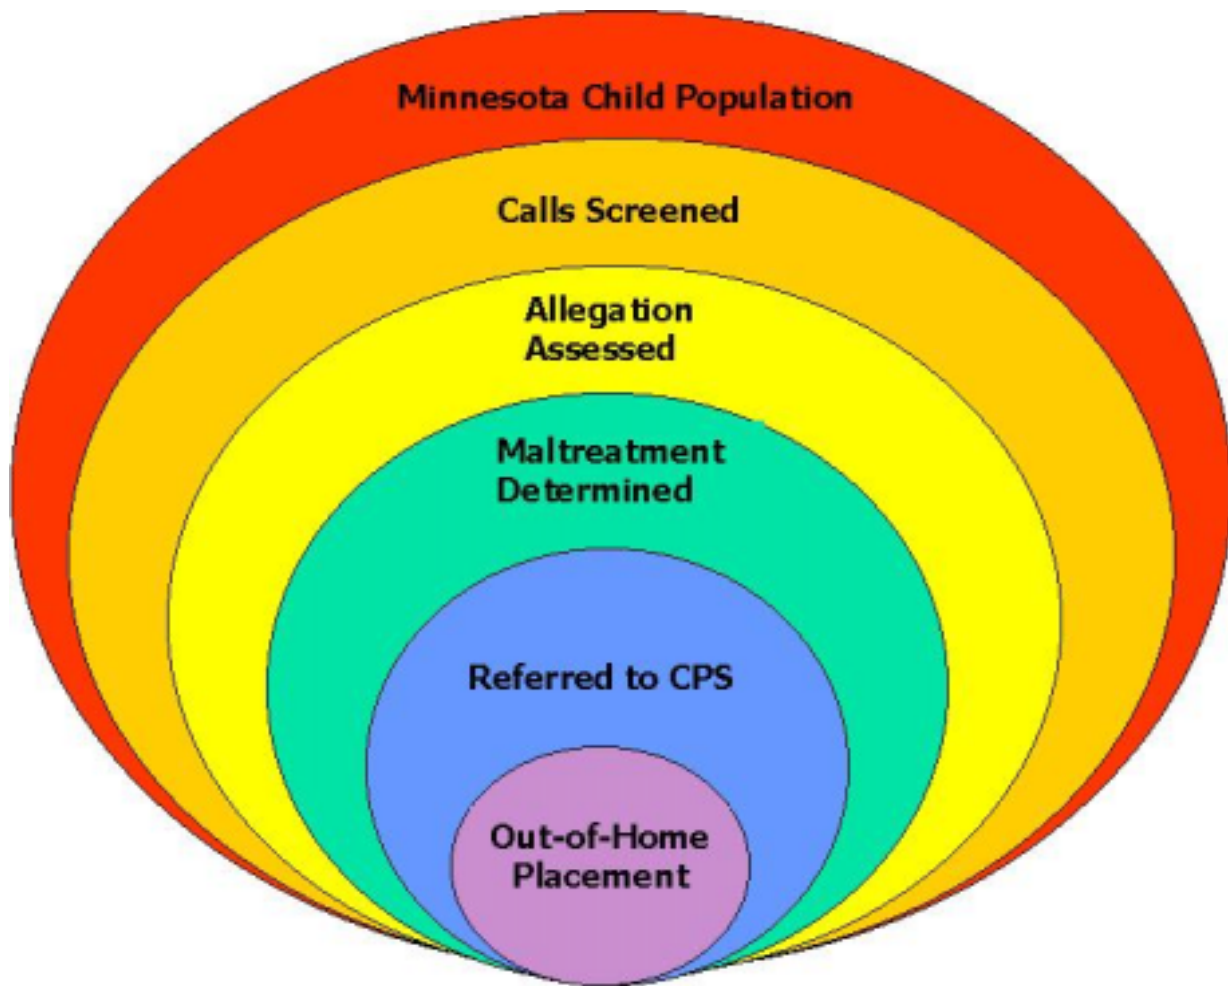 Minnesota Child Population
Calls Screened
Allegation
Assessed
Maltreatment
Determined
Referred to CPS
Out-of-Home
Placement